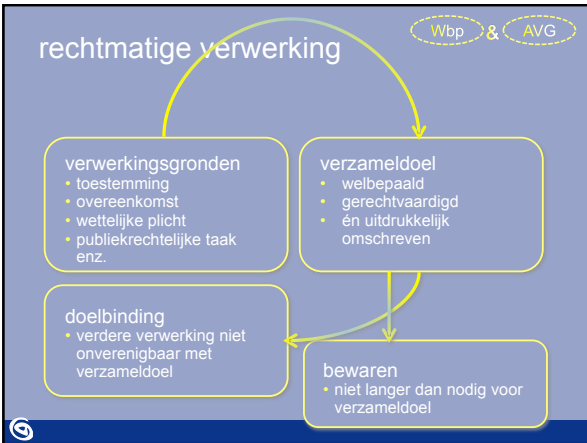 rechtmatige verwerking
Wbp & AVG
verwerkingsgronden
• toestemming
• overeenkomst
• wettelijke plicht
• publiekrechtelijke taak
enz.
verzameldoel
• welbepaald
• gerechtvaardigd
• én uitdrukkelijk
omschreven
doelbinding
• verdere verwerking niet
onverenigbaar met
verzameldoel
bewaren
• niet langer dan nodig voor
verzameldoel